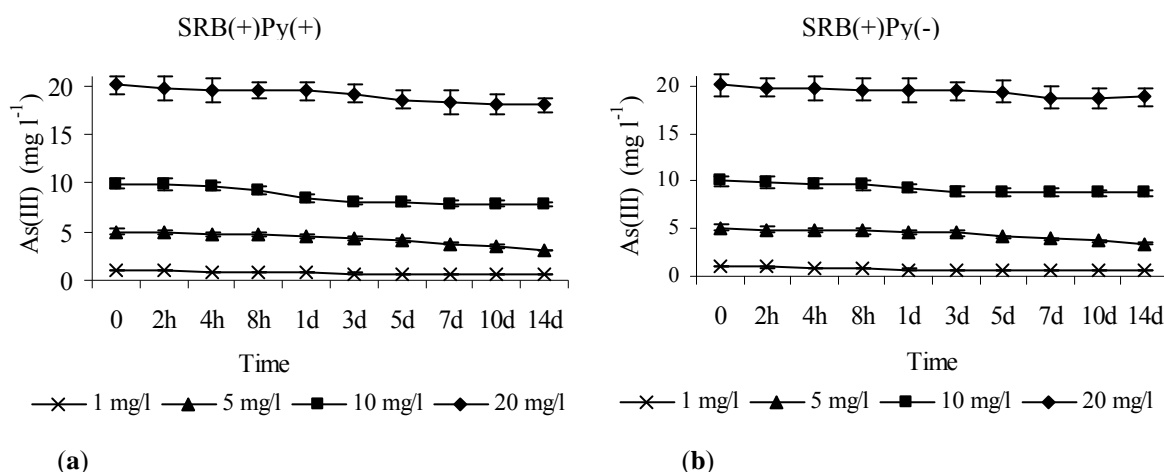 SRB(+)Py(+)
As(III) (mg l-1)
20
15
10
5
0
0 2h 4h 8h 1d 3d 5d 7d 10d 14d
Time
1 mg/l 5 mg/l 10 mg/l 20 mg/l
(a)
SRB(+)Py(-)
As(III) (mg l-1)
20
15
10
5
0
0 2h 4h 8h 1d 3d 5d 7d 10d 14d
Time
1 mg/l 5 mg/l 10 mg/l 20 mg/l
(b)